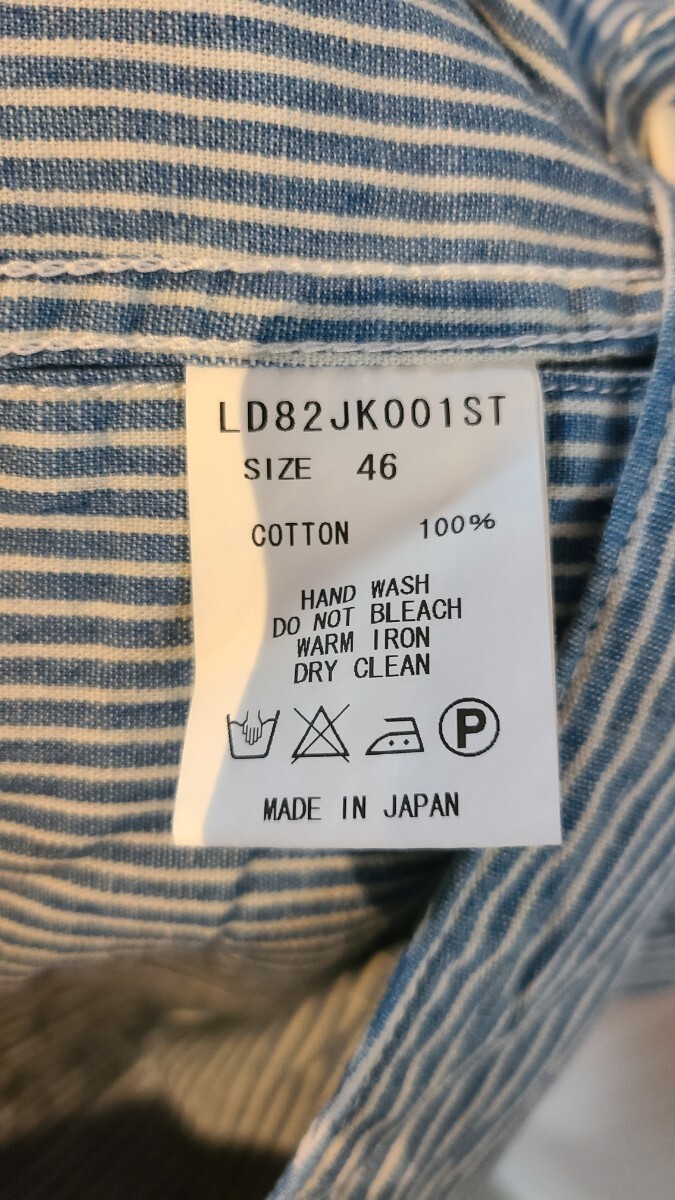 LD82JK001ST
SIZE 46
COTTON 100%
HAND WASH
DO NOT BLEACH
WARM IRON
DRY CLEAN
P
MADE IN JAPAN